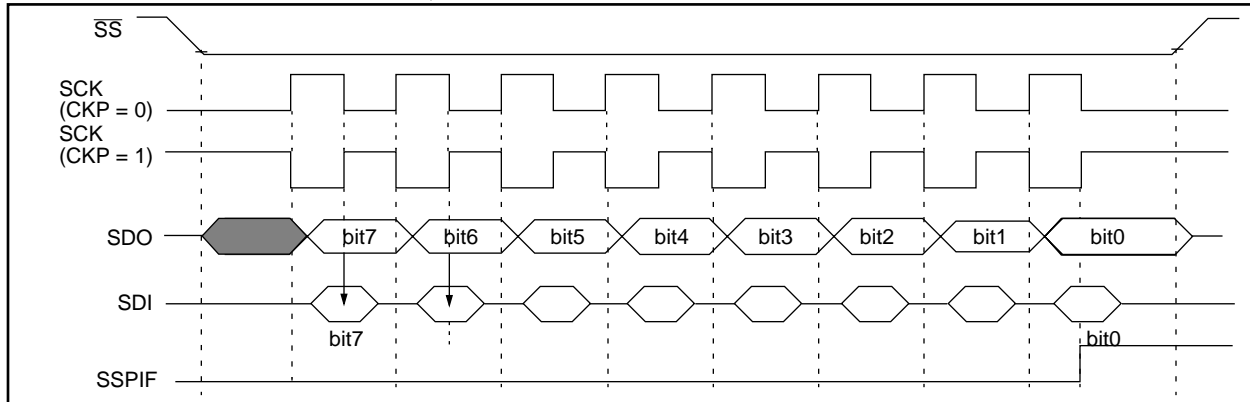 SS
SCK
(CKP = 0)
SCK
(CKP = 1)
SDO bit7 bit6 bit5 bit4 bit3 bit2 bit1 bit0
SDI
bit7 bit0
SSPIF